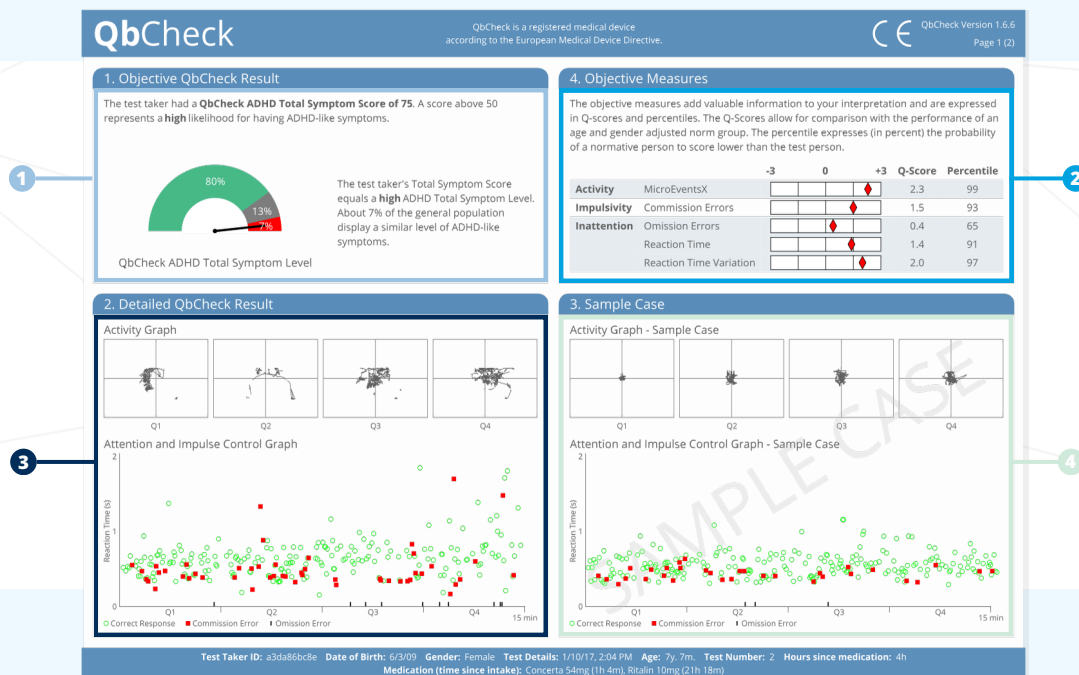 QbCheck
QbCheck is a registered medical device
according to the European Medical Device Directive.
CE
QbCheck Version 1.6.6
Page 1 (2)
1
1. Objective QbCheck Result
The test taker had a QbCheck ADHD Total Symptom Score of 75. A score above 50
represents a high likelihood for having ADHD-like symptoms.
80%
13%
7%
The test taker's Total Symptom Score
equals a high ADHD Total Symptom Level.
About 7% of the general population
display a similar level of ADHD-like
symptoms.
QbCheck ADHD Total Symptom Level
2
4. Objective Measures
The objective measures add valuable information to your interpretation and are expressed
in Q-scores and percentiles. The Q-Scores allow for comparison with the performance of an
age and gender adjusted norm group. The percentile expresses (in percent) the probability
of a normative person to score lower than the test person.
-3 0 +3 Q-Score Percentile
Activity MicroEventsX 2.3 99
Impulsivity Commission Errors 1.5 93
Inattention Omission Errors 0.4 65
Reaction Time 1.4 91
Reaction Time Variation 2.0 97
3
2. Detailed QbCheck Result
Activity Graph
Q1 Q2 Q3 Q4
Attention and Impulse Control Graph
Reaction Time (s)
2
1
0
Q1 Q2 Q3 Q4
15 min
Correct Response Commission Error Omission Error
4
3. Sample Case
Activity Graph - Sample Case
Q1 Q2 Q3 Q4
Attention and Impulse Control Graph - Sample Case
Reaction Time (s)
2
1
0
Q1 Q2 Q3 Q4
15 min
Correct Response Commission Error Omission Error
SAMPLE CASE
Test Taker ID: a3da86bc8e Date of Birth: 6/3/09 Gender: Female Test Details: 1/10/17, 2:04 PM Age: 7y. 7m. Test Number: 2 Hours since medication: 4h
Medication (time since intake): Concerta 54mg (1h 4m), Ritalin 10mg (21h 18m)